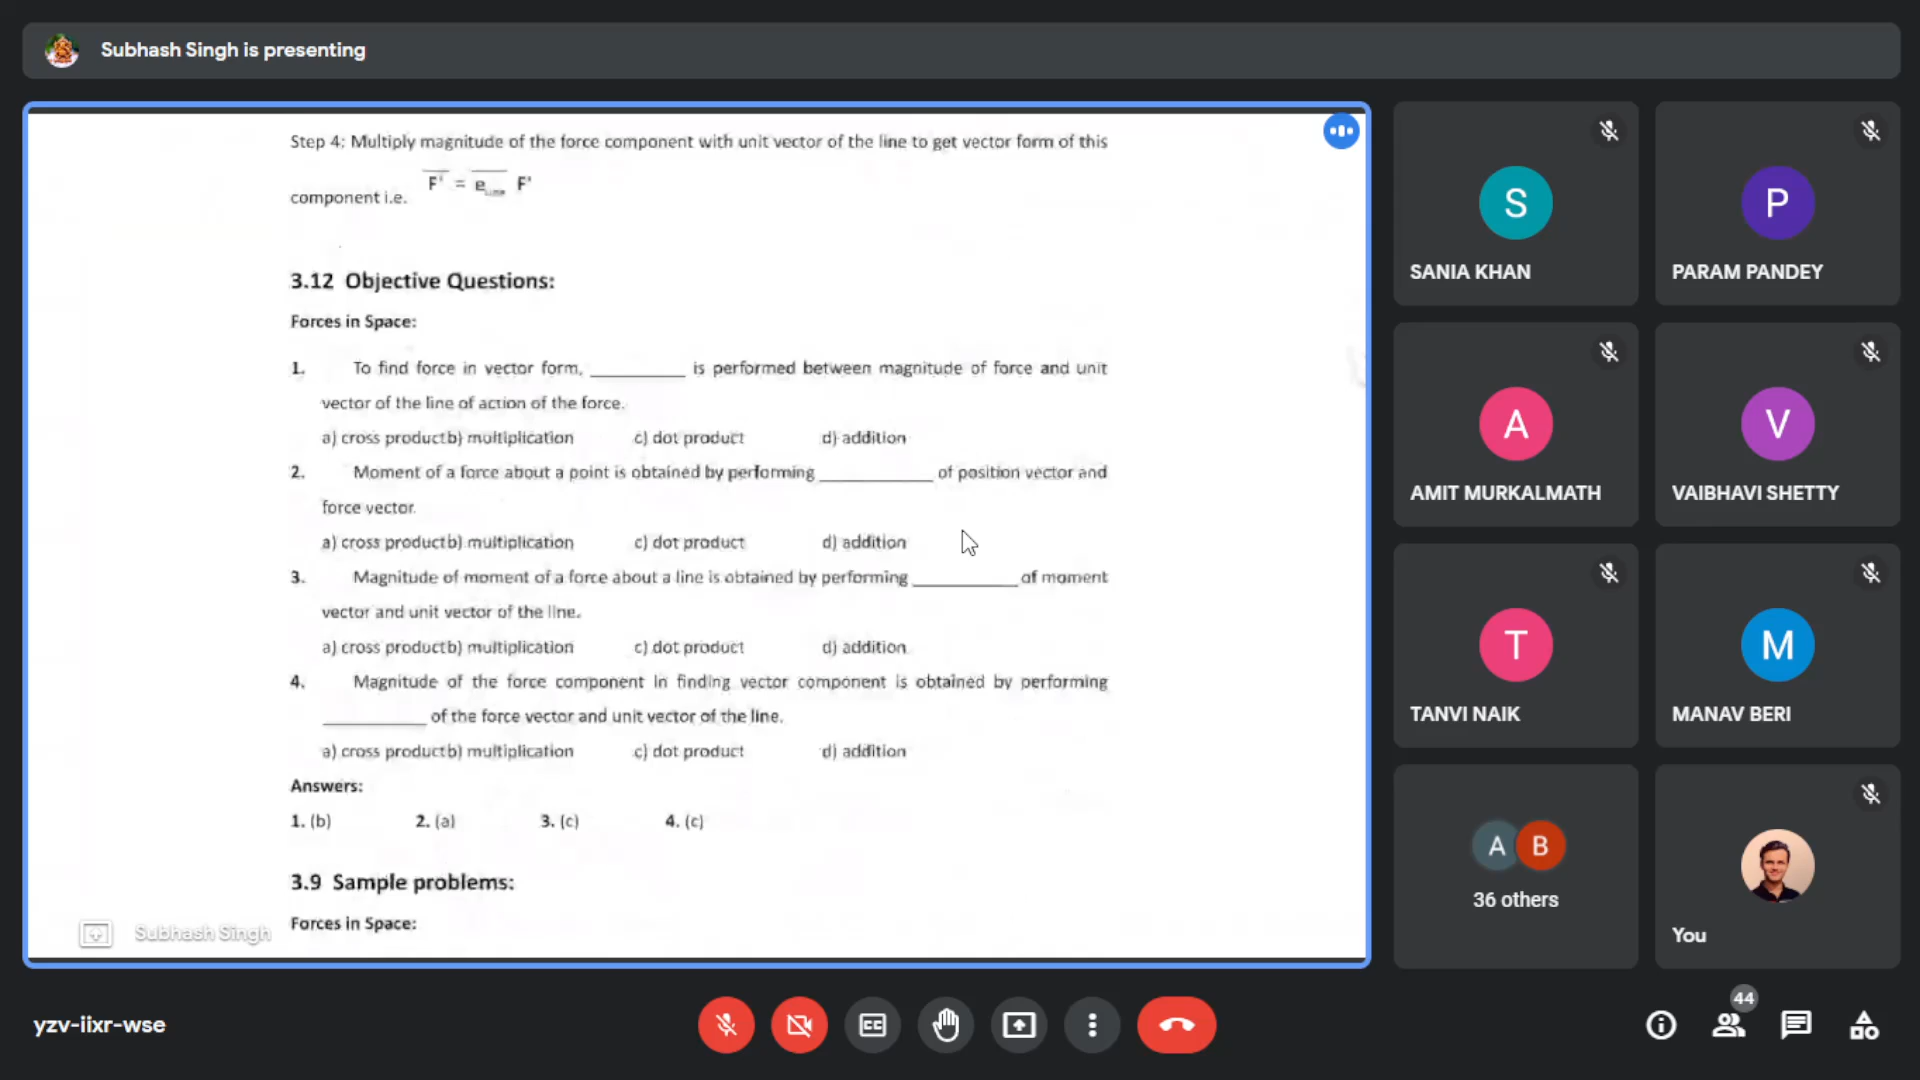 Subhash Singh is presenting
Step 4: Multiply magnitude of the force component with unit vector of the line to get vector form of this
component i.e. F' = e F'
3.12 Objective Questions:
Forces in Space:
1. To find force in vector form, __________ is performed between magnitude of force and unit
vector of the line of action of the force.
a) cross product b) multiplication c) dot product d) addition
2. Moment of a force about a point is obtained by performing ____________ of position vector and
force vector.
a) cross product b) multiplication c) dot product d) addition
3. Magnitude of moment of a force about a line is obtained by performing ___________ of moment
vector and unit vector of the line.
a) cross product b) multiplication c) dot product d) addition
4. Magnitude of the force component in finding vector component is obtained by performing
___________ of the force vector and unit vector of the line.
a) cross product b) multiplication c) dot product d) addition
Answers:
1. (b) 2. (a) 3. (c) 4. (c)
3.9 Sample problems:
Forces in Space:
Subhash Singh
S
SANIA KHAN
P
PARAM PANDEY
A
AMIT MURKALMATH
V
VAIBHAVI SHETTY
T
TANVI NAIK
M
MANAV BERI
A B
36 others
You
yzv-iixr-wse
CC
44